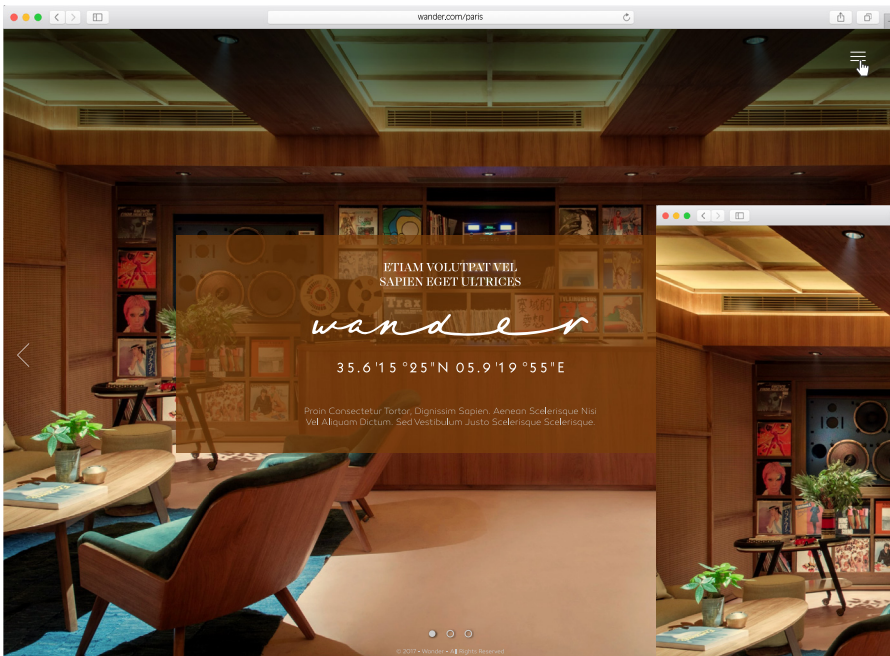 wander.com/paris
ETIAM VOLUTPAT VEL
SAPIEN EGET ULTRICES
Trax
wander
35.6'15 °25"N 05.9'19 °55"E
Proin Consectetur Tortor, Dignissim Sapien. Aenean Scelerisque Nisi
Vel Aliquam Dictum. Sed Vestibulum Justo Scelerisque Scelerisque.
© 2017 • Wander • All Rights Reserved